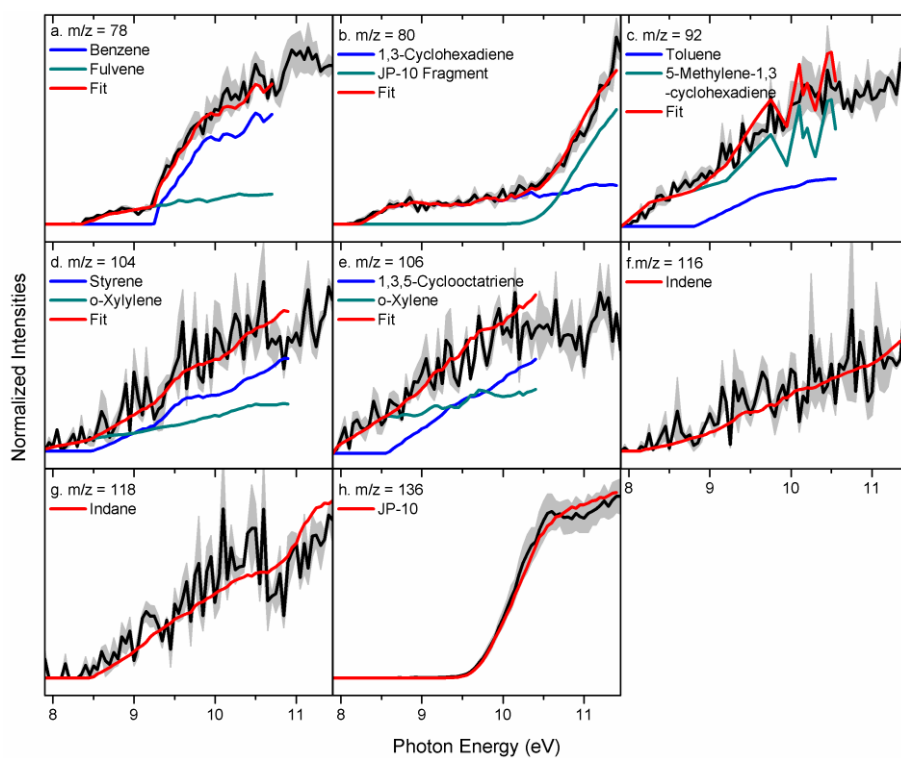 a. m/z = 78
Benzene
Fulvene
Fit
b. m/z = 80
1,3-Cyclohexadiene
JP-10 Fragment
Fit
c. m/z = 92
Toluene
5-Methylene-1,3
-cyclohexadiene
Fit
d. m/z = 104
Styrene
o-Xylylene
Fit
e. m/z = 106
1,3,5-Cyclooctatriene
o-Xylene
Fit
f.m/z = 116
Indene
8 9 10 11
g. m/z = 118
Indane
h. m/z = 136
JP-10
8 9 10 11
8 9 10 11
Normalized Intensities
Photon Energy (eV)